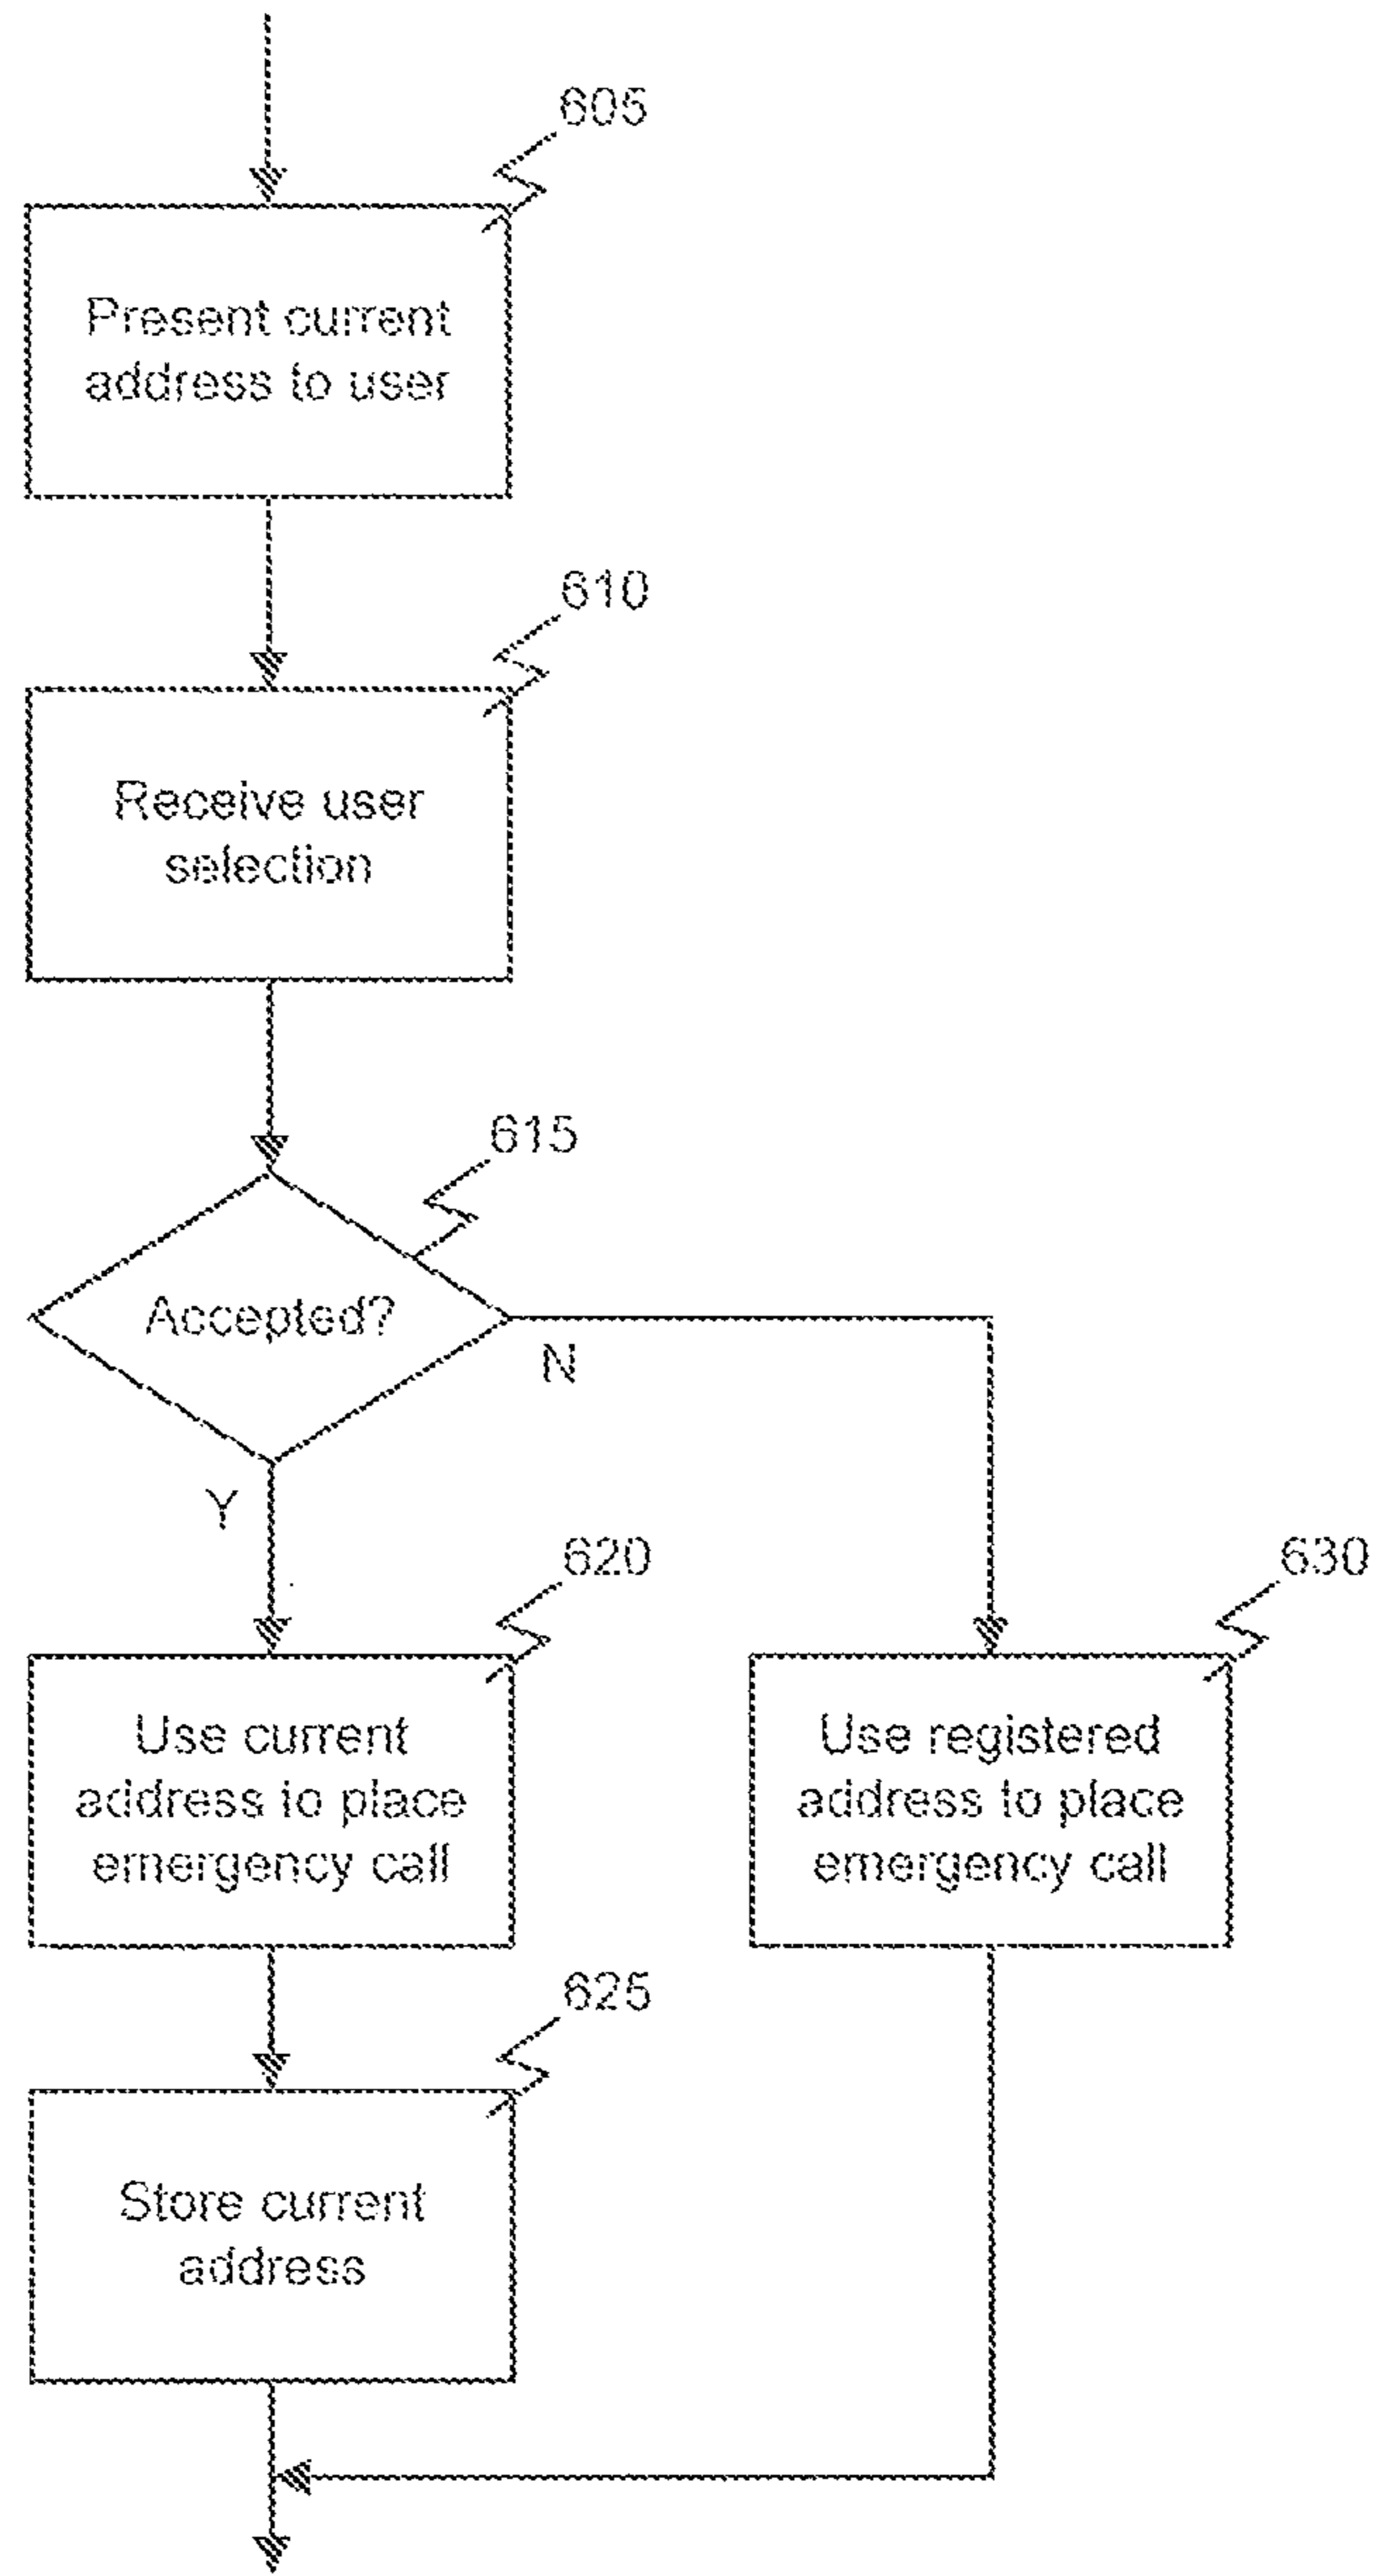 605
Present current
address to user
610
Receive user
selection
615
Accepted?
N
Y
620
Use current
address to place
emergency call
630
Use registered
address to place
emergency call
625
Store current
address